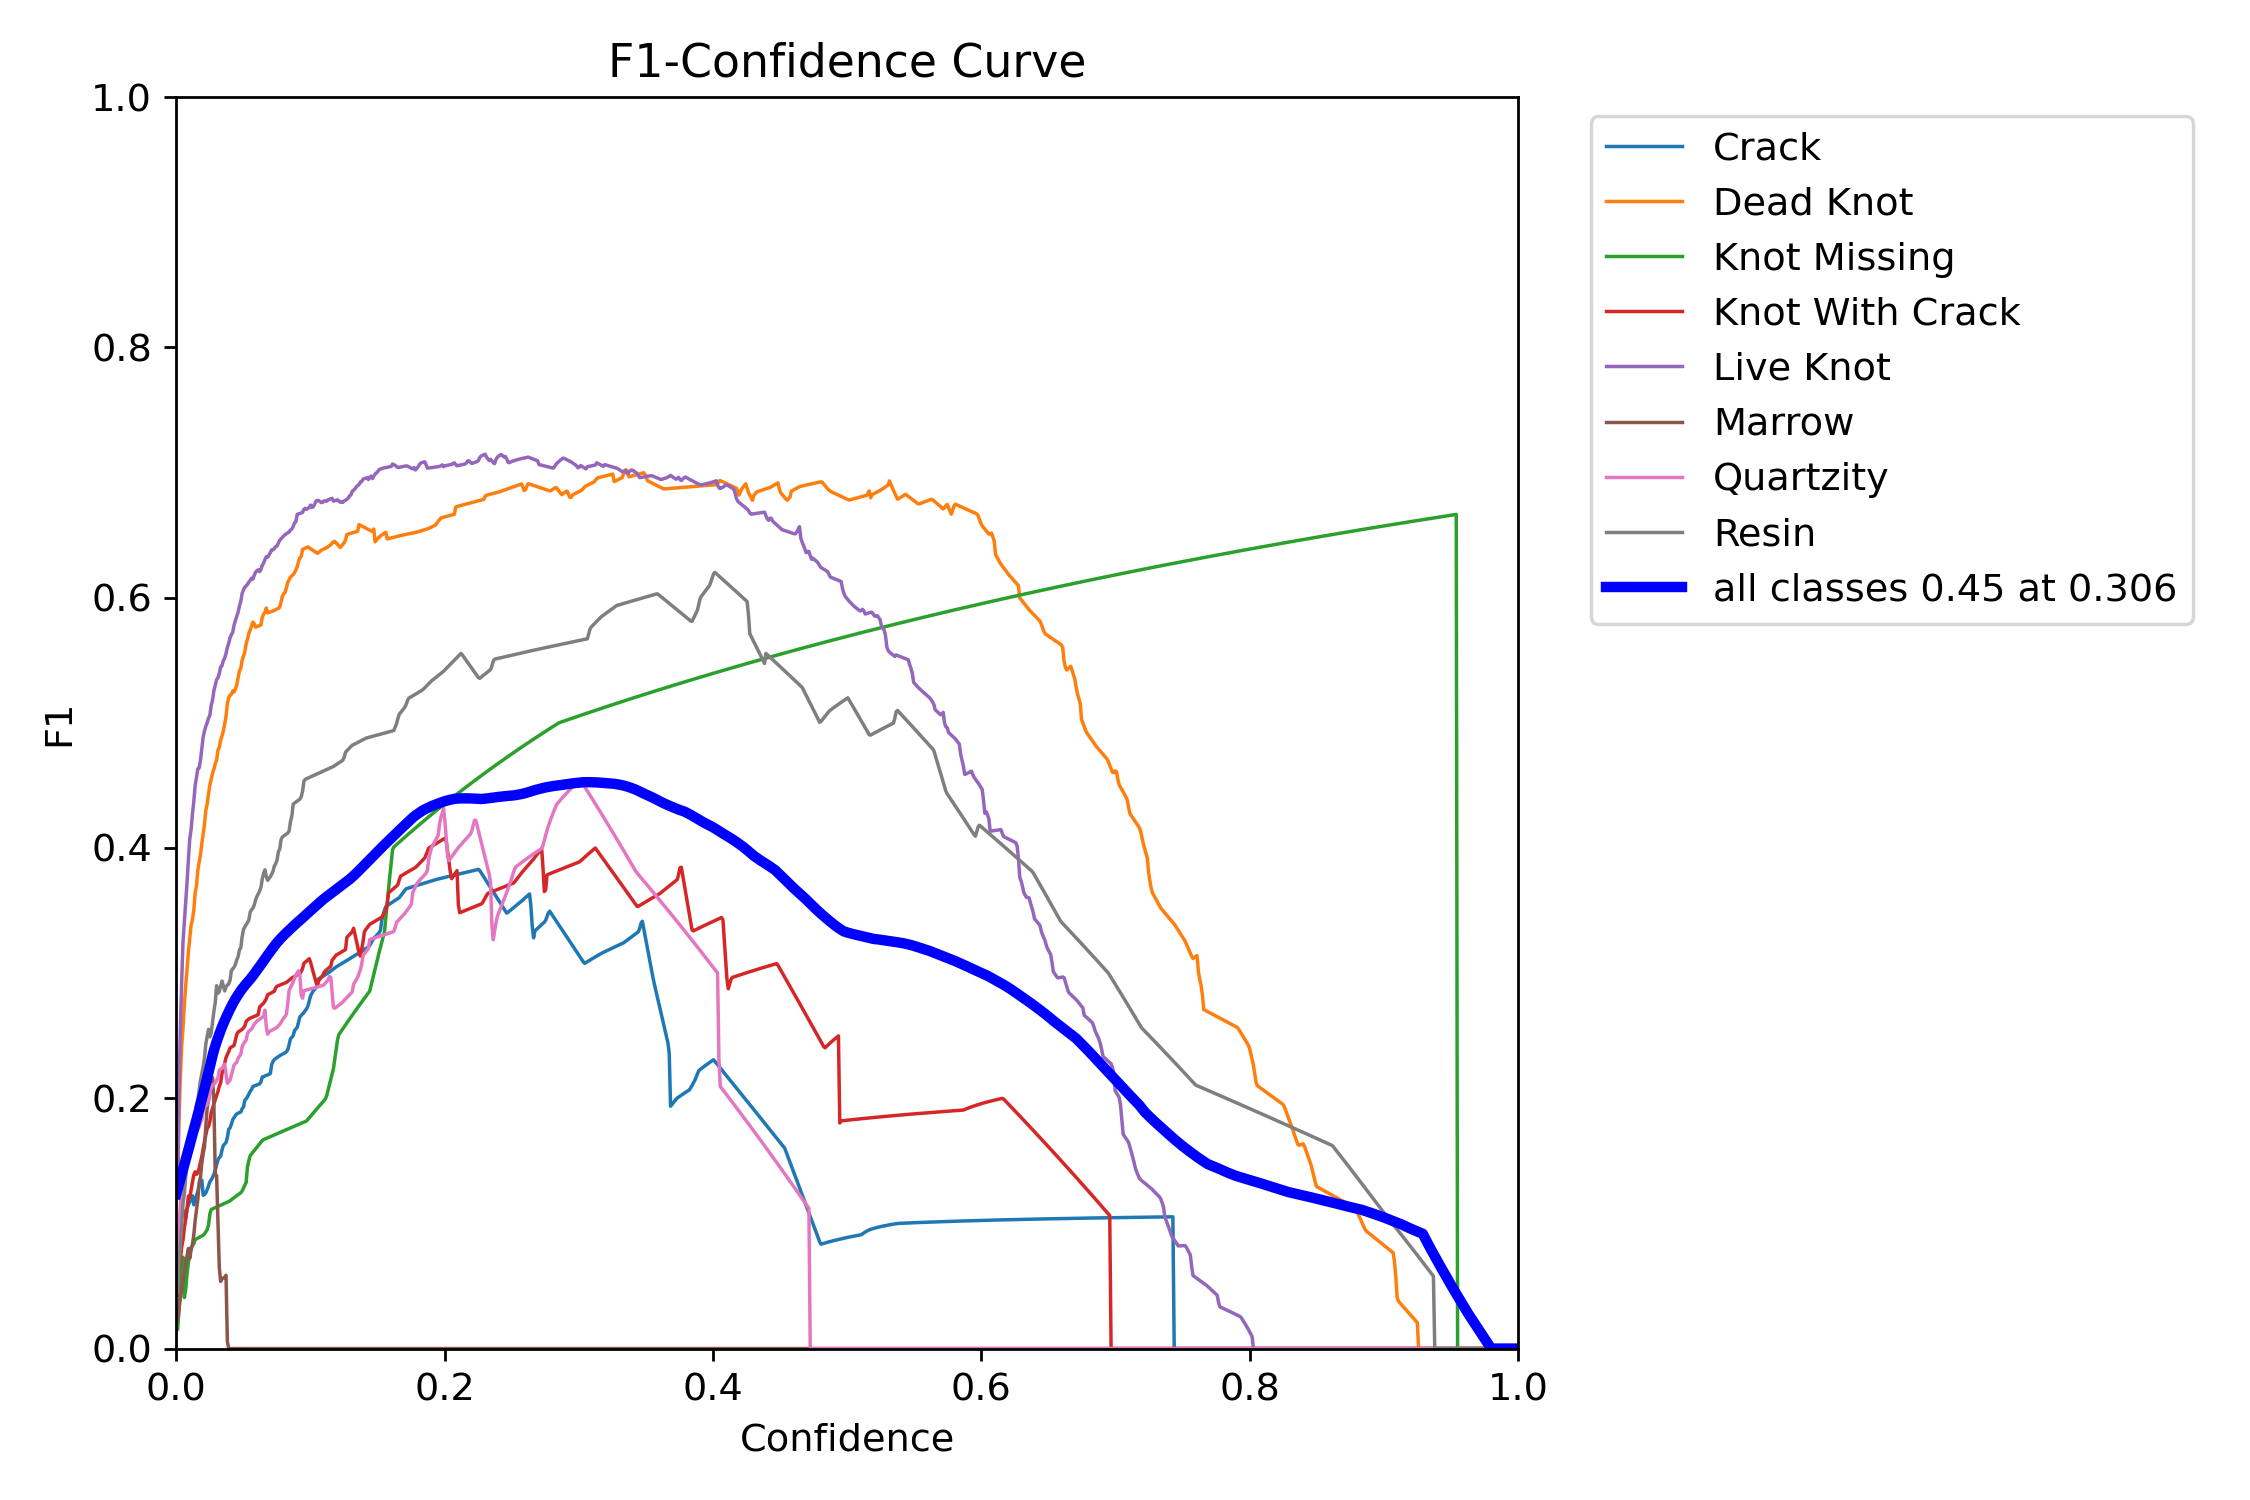 F1-Confidence Curve
1.0
0.8
0.6
0.4
0.2
0.0
F1
0.0 0.2 0.4 0.6 0.8 1.0
Confidence
Crack
Dead Knot
Knot Missing
Knot With Crack
Live Knot
Marrow
Quartzity
Resin
all classes 0.45 at 0.306